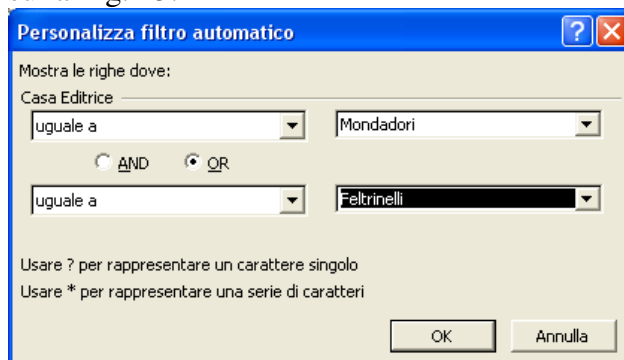 Personalizza filtro automatico
Mostra le righe dove:
Casa Editrice
uguale a Mondadori
AND OR
uguale a Feltrinelli
Usare ? per rappresentare un carattere singolo
Usare * per rappresentare una serie di caratteri
OK Annulla